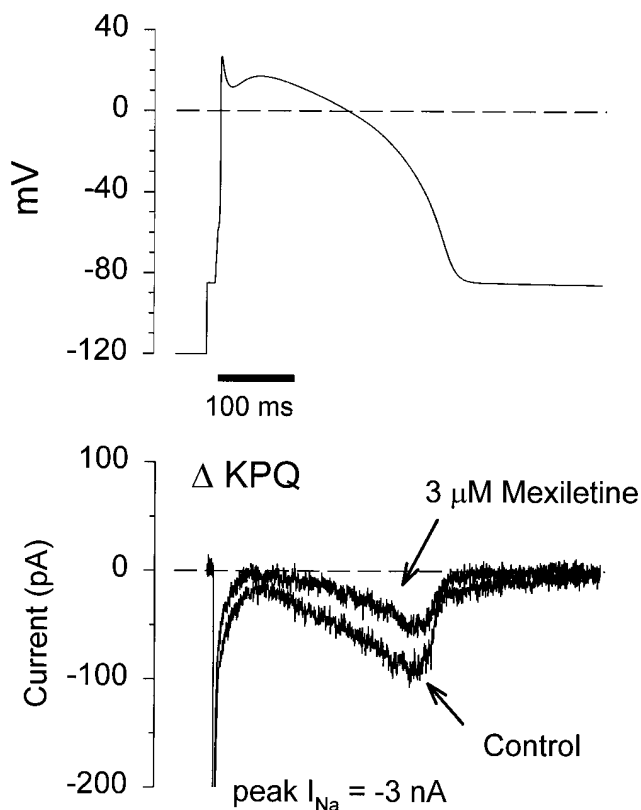 40
0
-40
-80
-120
mV
100 ms
100
0
-100
-200
Current (pA)
Δ KPQ
3 μM Mexiletine
Control
peak I_Na = -3 nA